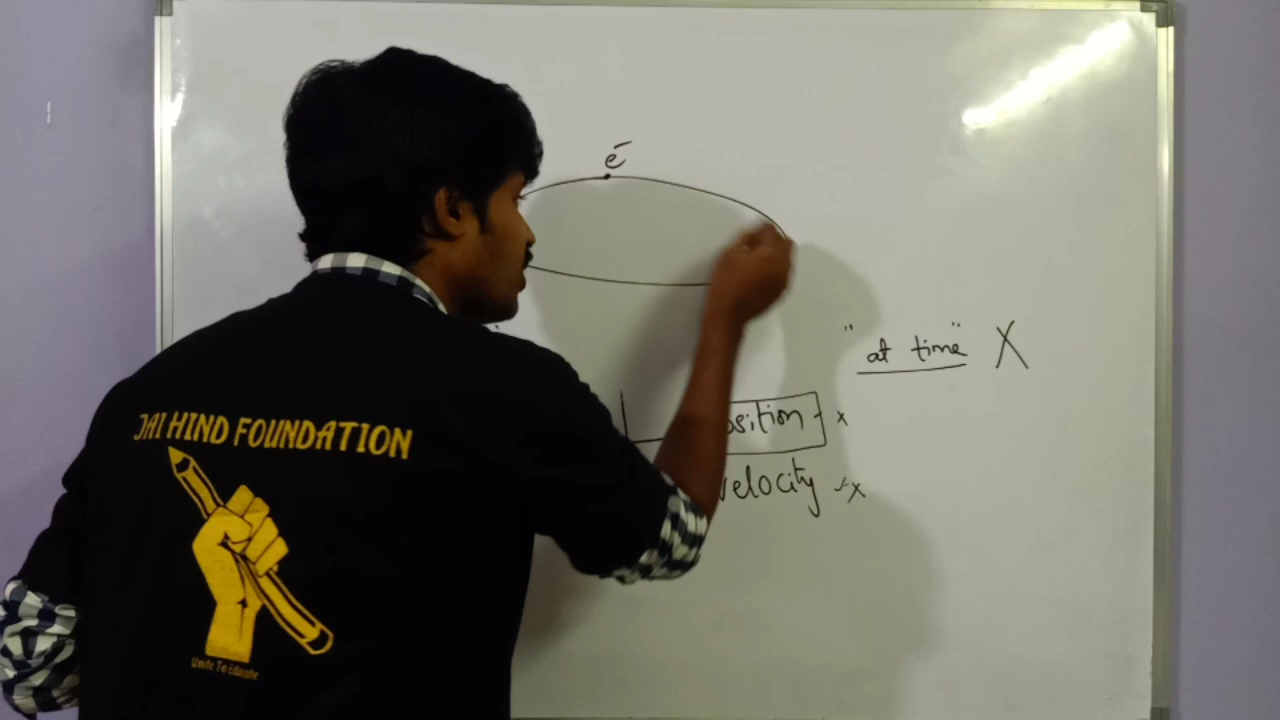 e-
"at time" X
position - x
velocity - x
JAI HIND FOUNDATION
Unite To Educate